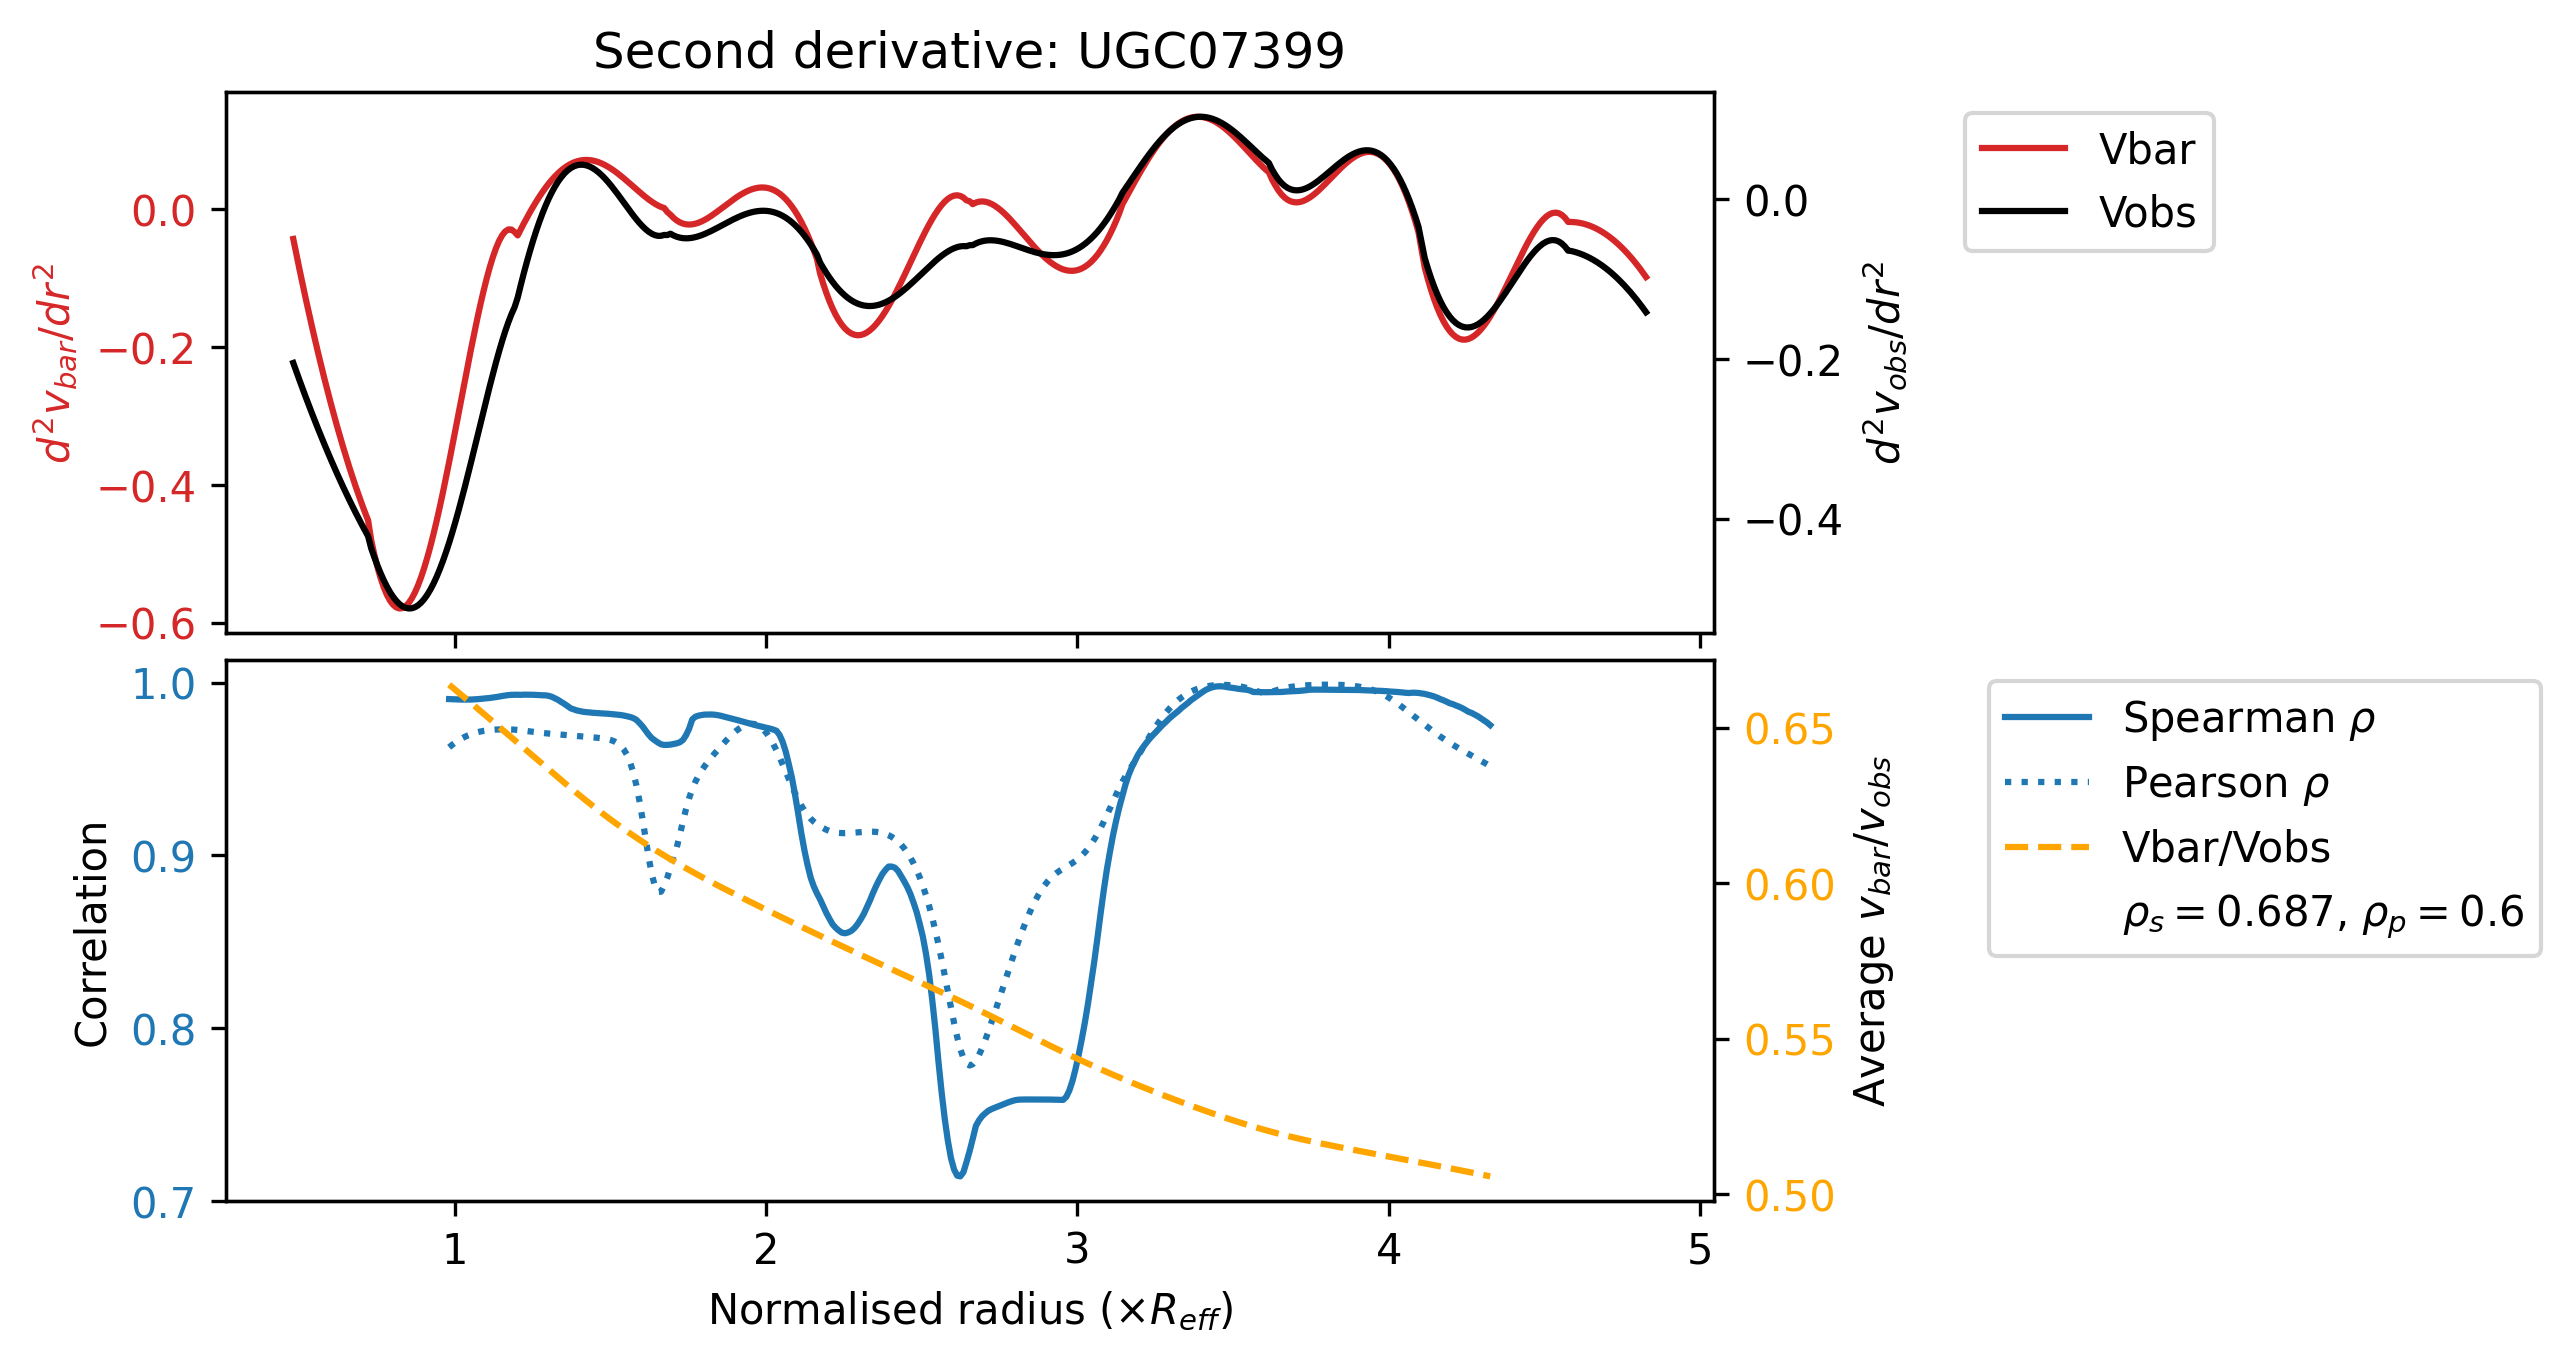 Second derivative: UGC07399
d²v_bar/dr²
0.0
−0.2
−0.4
−0.6
0.0
−0.2
−0.4
d²v_obs/dr²
Vbar
Vobs
Correlation
1.0
0.9
0.8
0.7
0.65
0.60
0.55
0.50
Average v_bar/v_obs
Spearman ρ
Pearson ρ
Vbar/Vobs
ρ_s = 0.687, ρ_p = 0.6
1 2 3 4 5
Normalised radius (×R_eff)